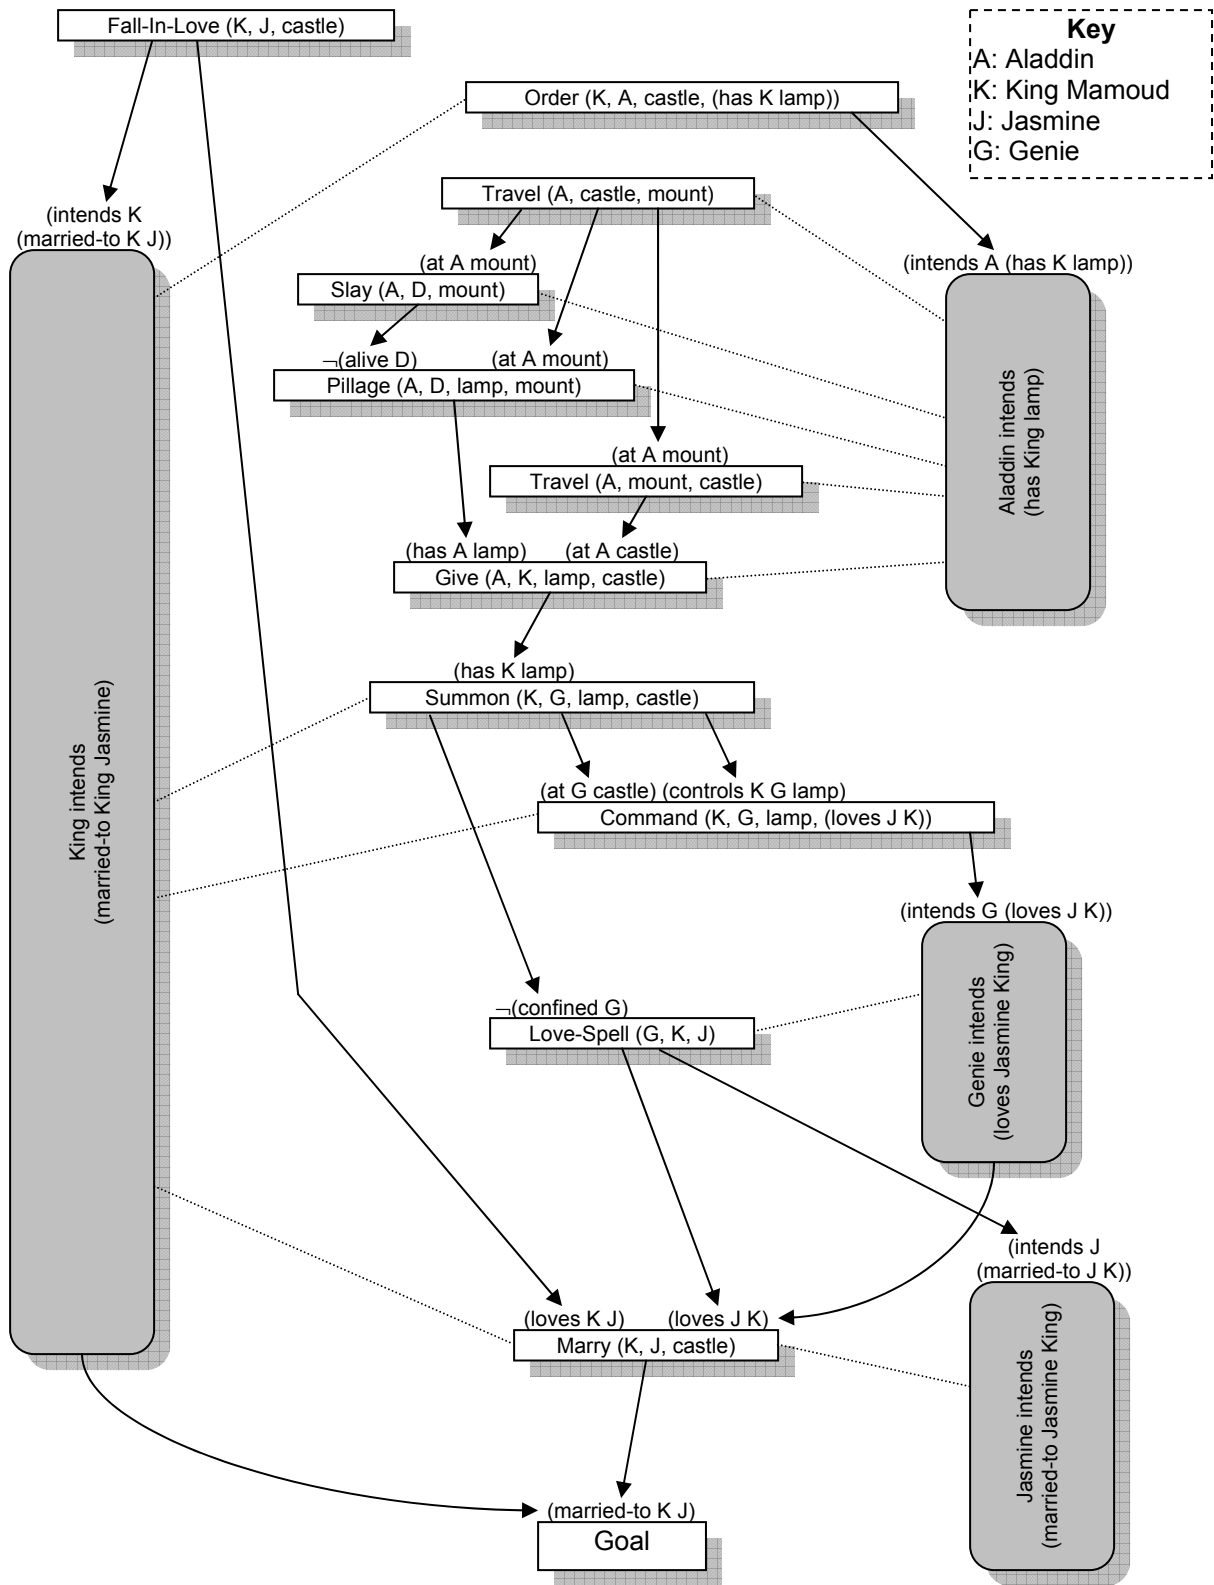 Fall-In-Love (K, J, castle)
Key
A: Aladdin
K: King Mamoud
J: Jasmine
G: Genie
Order (K, A, castle, (has K lamp))
Travel (A, castle, mount)
(intends K
(married-to K J))
(at A mount)
(intends A (has K lamp))
Slay (A, D, mount)
¬(alive D)
(at A mount)
Pillage (A, D, lamp, mount)
Aladdin intends
(has King lamp)
(at A mount)
Travel (A, mount, castle)
(has A lamp)
(at A castle)
Give (A, K, lamp, castle)
(has K lamp)
Summon (K, G, lamp, castle)
King intends
(married-to King Jasmine)
(at G castle) (controls K G lamp)
Command (K, G, lamp, (loves J K))
(intends G (loves J K))
¬(confined G)
Love-Spell (G, K, J)
Genie intends
(loves Jasmine King)
(intends J
(married-to J K))
(loves K J)
(loves J K)
Marry (K, J, castle)
Jasmine intends
(married-to Jasmine King)
(married-to K J)
Goal